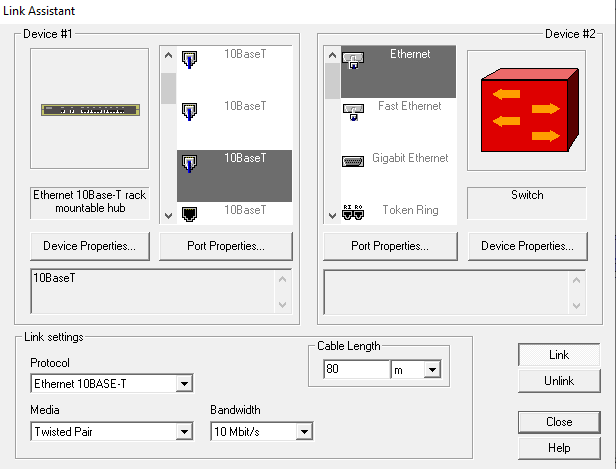 Link Assistant
Device #1
Device #2
10BaseT
10BaseT
10BaseT
10BaseT
Ethernet
Fast Ethernet
Gigabit Ethernet
RI RO
Token Ring
Ethernet 10Base-T rack
mountable hub
Switch
Device Properties...
Port Properties...
Port Properties...
Device Properties...
10BaseT
Link settings
Protocol
Ethernet 10BASE-T
Media
Twisted Pair
Bandwidth
10 Mbit/s
Cable Length
80
m
Link
Unlink
Close
Help